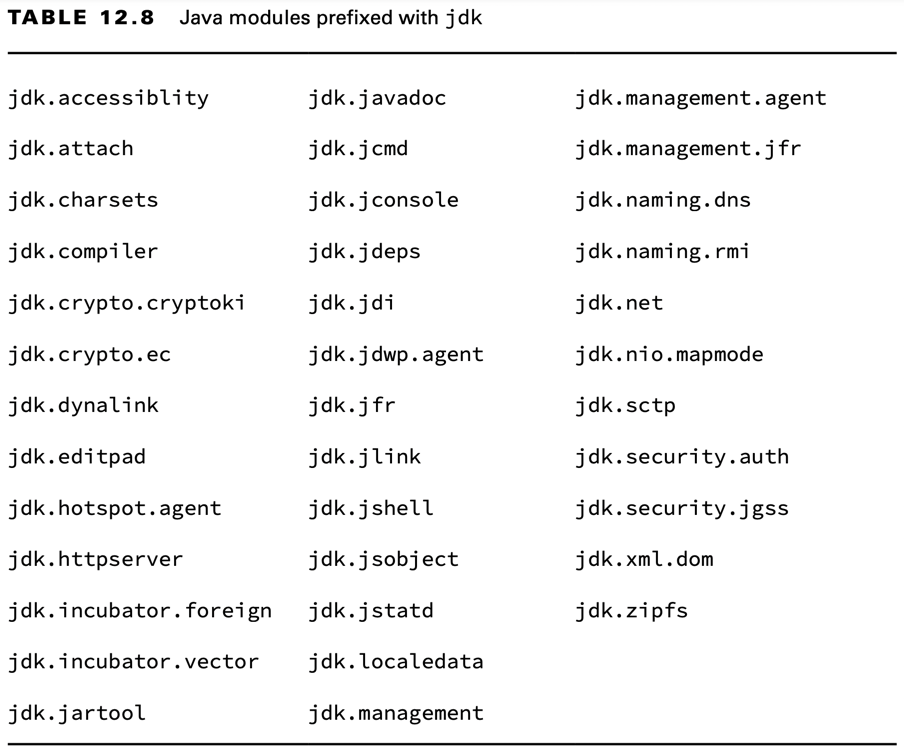 TABLE 12.8 Java modules prefixed with jdk
jdk.accessiblity jdk.javadoc jdk.management.agent
jdk.attach jdk.jcmd jdk.management.jfr
jdk.charsets jdk.jconsole jdk.naming.dns
jdk.compiler jdk.jdeps jdk.naming.rmi
jdk.crypto.cryptoki jdk.jdi jdk.net
jdk.crypto.ec jdk.jdwp.agent jdk.nio.mapmode
jdk.dynalink jdk.jfr jdk.sctp
jdk.editpad jdk.jlink jdk.security.auth
jdk.hotspot.agent jdk.jshell jdk.security.jgss
jdk.httpserver jdk.jsobject jdk.xml.dom
jdk.incubator.foreign jdk.jstatd jdk.zipfs
jdk.incubator.vector jdk.localedata
jdk.jartool jdk.management